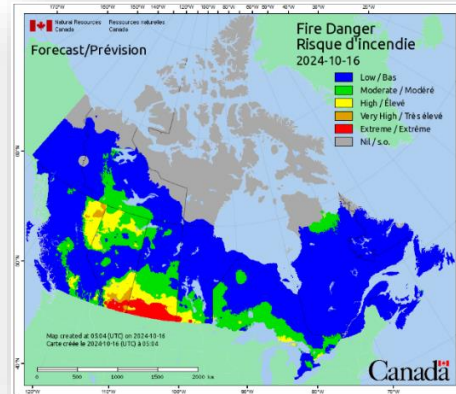 Natural Resources Canada
Ressources naturelles Canada
Forecast/Prévision
Fire Danger
Risque d'incendie
2024-10-16
Low / Bas
Moderate / Modéré
High / Élevé
Very High / Très élevé
Extreme / Extrême
Nil / s.o.
Map created at 05:04 (UTC) on 2024-10-16
Carte créée le 2024-10-16 (UTC) à 05:04
0 500 1000 1500 2000 km
Canada